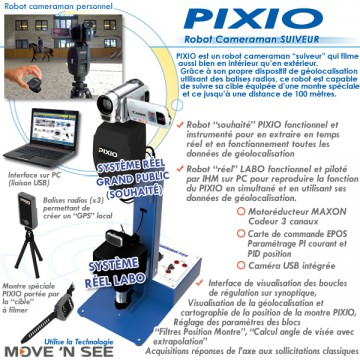 Robot cameraman personnel
PIXIO
Robot Cameraman SUIVEUR
PIXIO est un robot cameraman "suiveur" qui filme
aussi bien en intérieur qu'en extérieur.
Grâce à son propre dispositif de géolocalisation
utilisant des balises radios, ce robot est capable
de suivre sa cible équipée d'une montre spéciale
et ce jusqu'à une distance de 100 mètres.
PIXIO
Robot "souhaité" PIXIO fonctionnel et
instrumenté pour en extraire en temps
réel et en fonctionnement toutes les
données de géolocalisation
SYSTÈME RÉEL
GRAND PUBLIC
(SOUHAITÉ)
Interface sur PC
(liaison USB)
Robot "réel" LABO fonctionnel et piloté
par IHM sur PC pour reproduire la fonction
du PIXIO en simultané et en utilisant ses
données de géolocalisation.
Balises radios (x3)
permettant de
créer un "GPS" local
Motoréducteur MAXON
Codeur 3 canaux
Carte de commande EPOS
Paramétrage PI courant et
PID position
Caméra USB intégrée
SYSTÈME
RÉEL LABO
Montre spéciale
PIXIO portée par
la "cible"
à filmer
Interface de visualisation des boucles
de régulation sur synoptique,
Visualisation de la géolocalisation et
cartographie de la position de la montre PIXIO,
Réglage des paramètres des blocs
"Filtres Position Montre", "Calcul angle de visée avec
extrapolation"
Acquisitions réponses de l'axe aux sollicitations classiques
Utilise la Technologie
MOVE 'N SEE